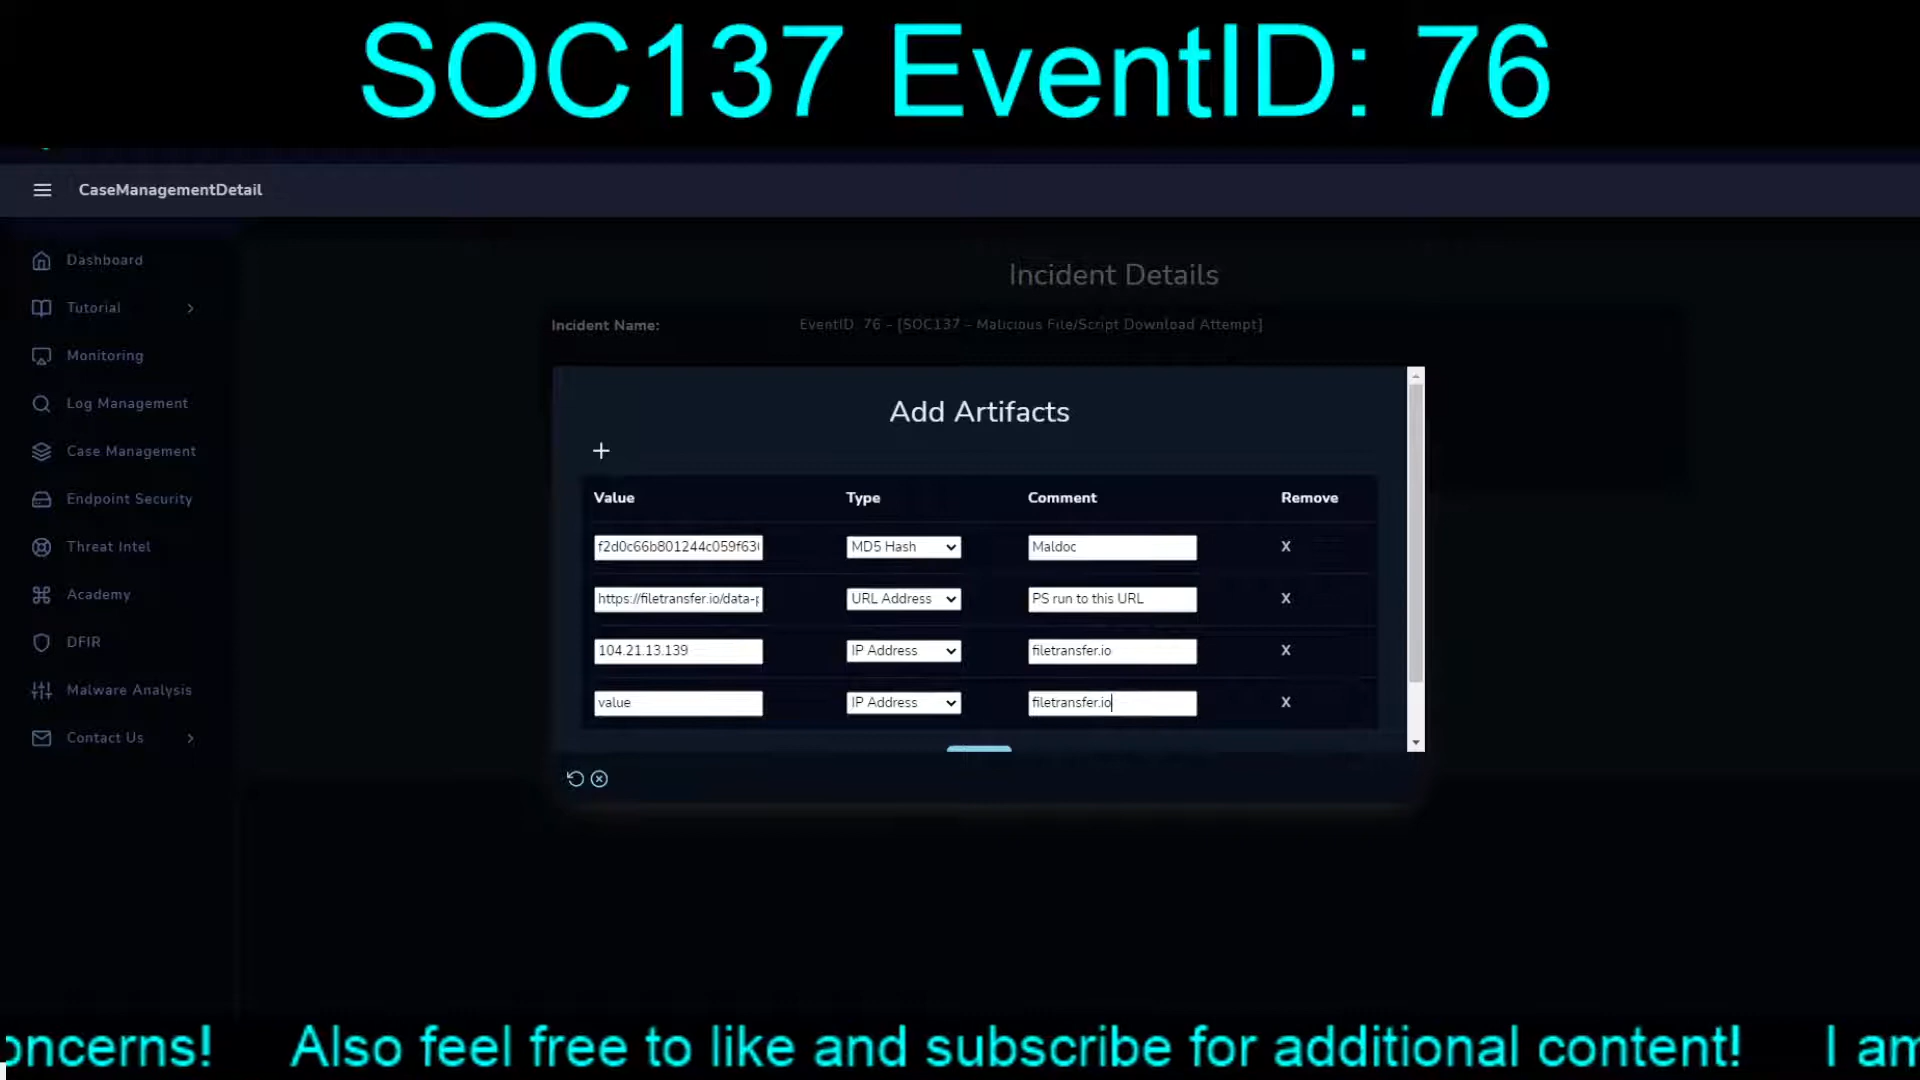 SOC137 EventID: 76
CaseManagementDetail
Dashboard
Tutorial
Monitoring
Log Management
Case Management
Endpoint Security
Threat Intel
Academy
DFIR
Malware Analysis
Contact Us
Incident Details
Incident Name: EventID: 76 - [SOC137 - Malicious File/Script Download Attempt]
Add Artifacts
+
Value Type Comment Remove
f2d0c66b801244c059f63 MD5 Hash Maldoc X
https://filetransfer.io/data- URL Address PS run to this URL X
104.21.13.139 IP Address filetransfer.io X
value IP Address filetransfer.io X
oncerns! Also feel free to like and subscribe for additional content! I am